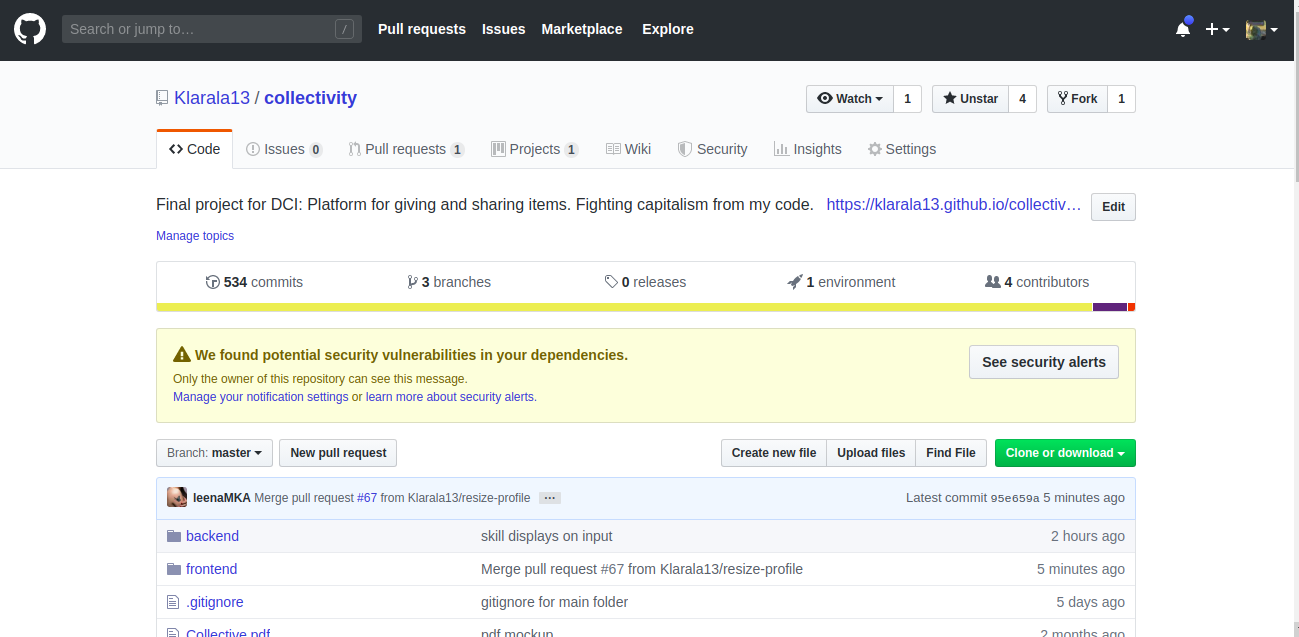 Search or jump to… / Pull requests Issues Marketplace Explore
Klarala13 / collectivity Watch 1 Unstar 4 Fork 1
Code Issues 0 Pull requests 1 Projects 1 Wiki Security Insights Settings
Final project for DCI: Platform for giving and sharing items. Fighting capitalism from my code. https://klarala13.github.io/collectiv… Edit
Manage topics
534 commits 3 branches 0 releases 1 environment 4 contributors
We found potential security vulnerabilities in your dependencies.
Only the owner of this repository can see this message.
Manage your notification settings or learn more about security alerts.
See security alerts
Branch: master New pull request Create new file Upload files Find File Clone or download
leenaMKA Merge pull request #67 from Klarala13/resize-profile … Latest commit 95e659a 5 minutes ago
backend skill displays on input 2 hours ago
frontend Merge pull request #67 from Klarala13/resize-profile 5 minutes ago
.gitignore gitignore for main folder 5 days ago
Collective.pdf pdf mockup 2 months ago